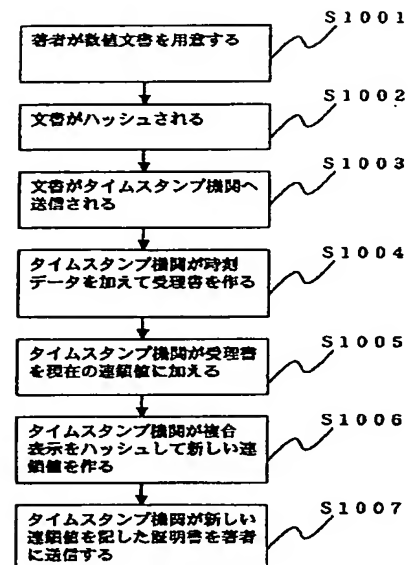 S1001
著者が数値文書を用意する
S1002
文書がハッシュされる
S1003
文書がタイムスタンプ機関へ
送信される
S1004
タイムスタンプ機関が時刻
データを加えて受理書を作る
S1005
タイムスタンプ機関が受理書
を現在の連鎖値に加える
S1006
タイムスタンプ機関が複合
表示をハッシュして新しい連
鎖値を作る
S1007
タイムスタンプ機関が新しい
連鎖値を記した証明書を著者
に送信する